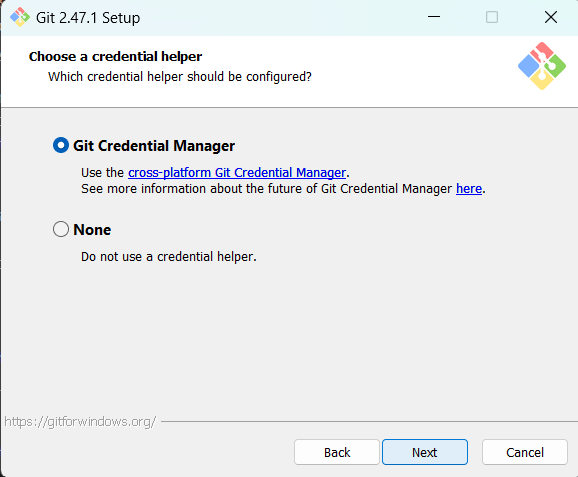 Git 2.47.1 Setup
Choose a credential helper
Which credential helper should be configured?
Git Credential Manager
Use the cross-platform Git Credential Manager.
See more information about the future of Git Credential Manager here.
None
Do not use a credential helper.
https://gitforwindows.org/
Back Next Cancel